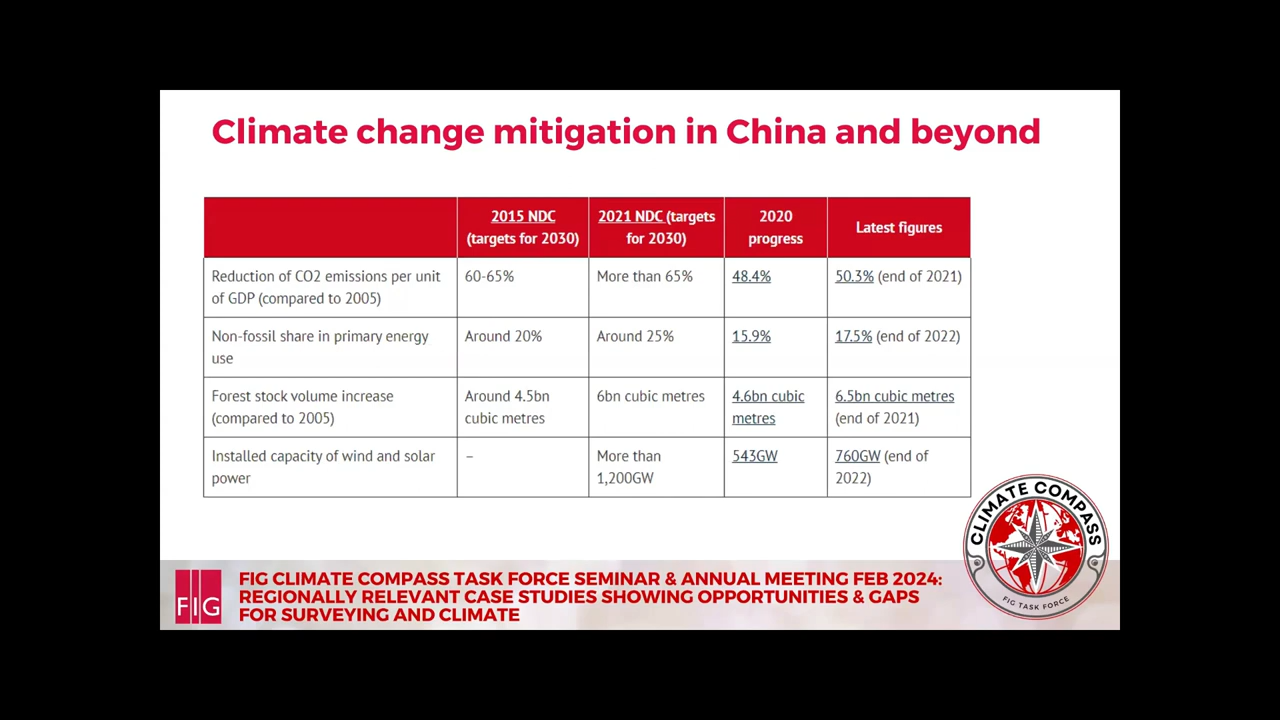 Climate change mitigation in China and beyond
2015 NDC
(targets for 2030)
2021 NDC (targets
for 2030)
2020
progress
Latest figures
Reduction of CO2 emissions per unit
of GDP (compared to 2005)
60-65%
More than 65%
48.4%
50.3% (end of 2021)
Non-fossil share in primary energy
use
Around 20%
Around 25%
15.9%
17.5% (end of 2022)
Forest stock volume increase
(compared to 2005)
Around 4.5bn
cubic metres
6bn cubic metres
4.6bn cubic
metres
6.5bn cubic metres
(end of 2021)
Installed capacity of wind and solar
power
–
More than
1,200GW
543GW
760GW (end of
2022)
CLIMATE COMPASS
FIG TASK FORCE
FIG
FIG CLIMATE COMPASS TASK FORCE SEMINAR & ANNUAL MEETING FEB 2024:
REGIONALLY RELEVANT CASE STUDIES SHOWING OPPORTUNITIES & GAPS
FOR SURVEYING AND CLIMATE